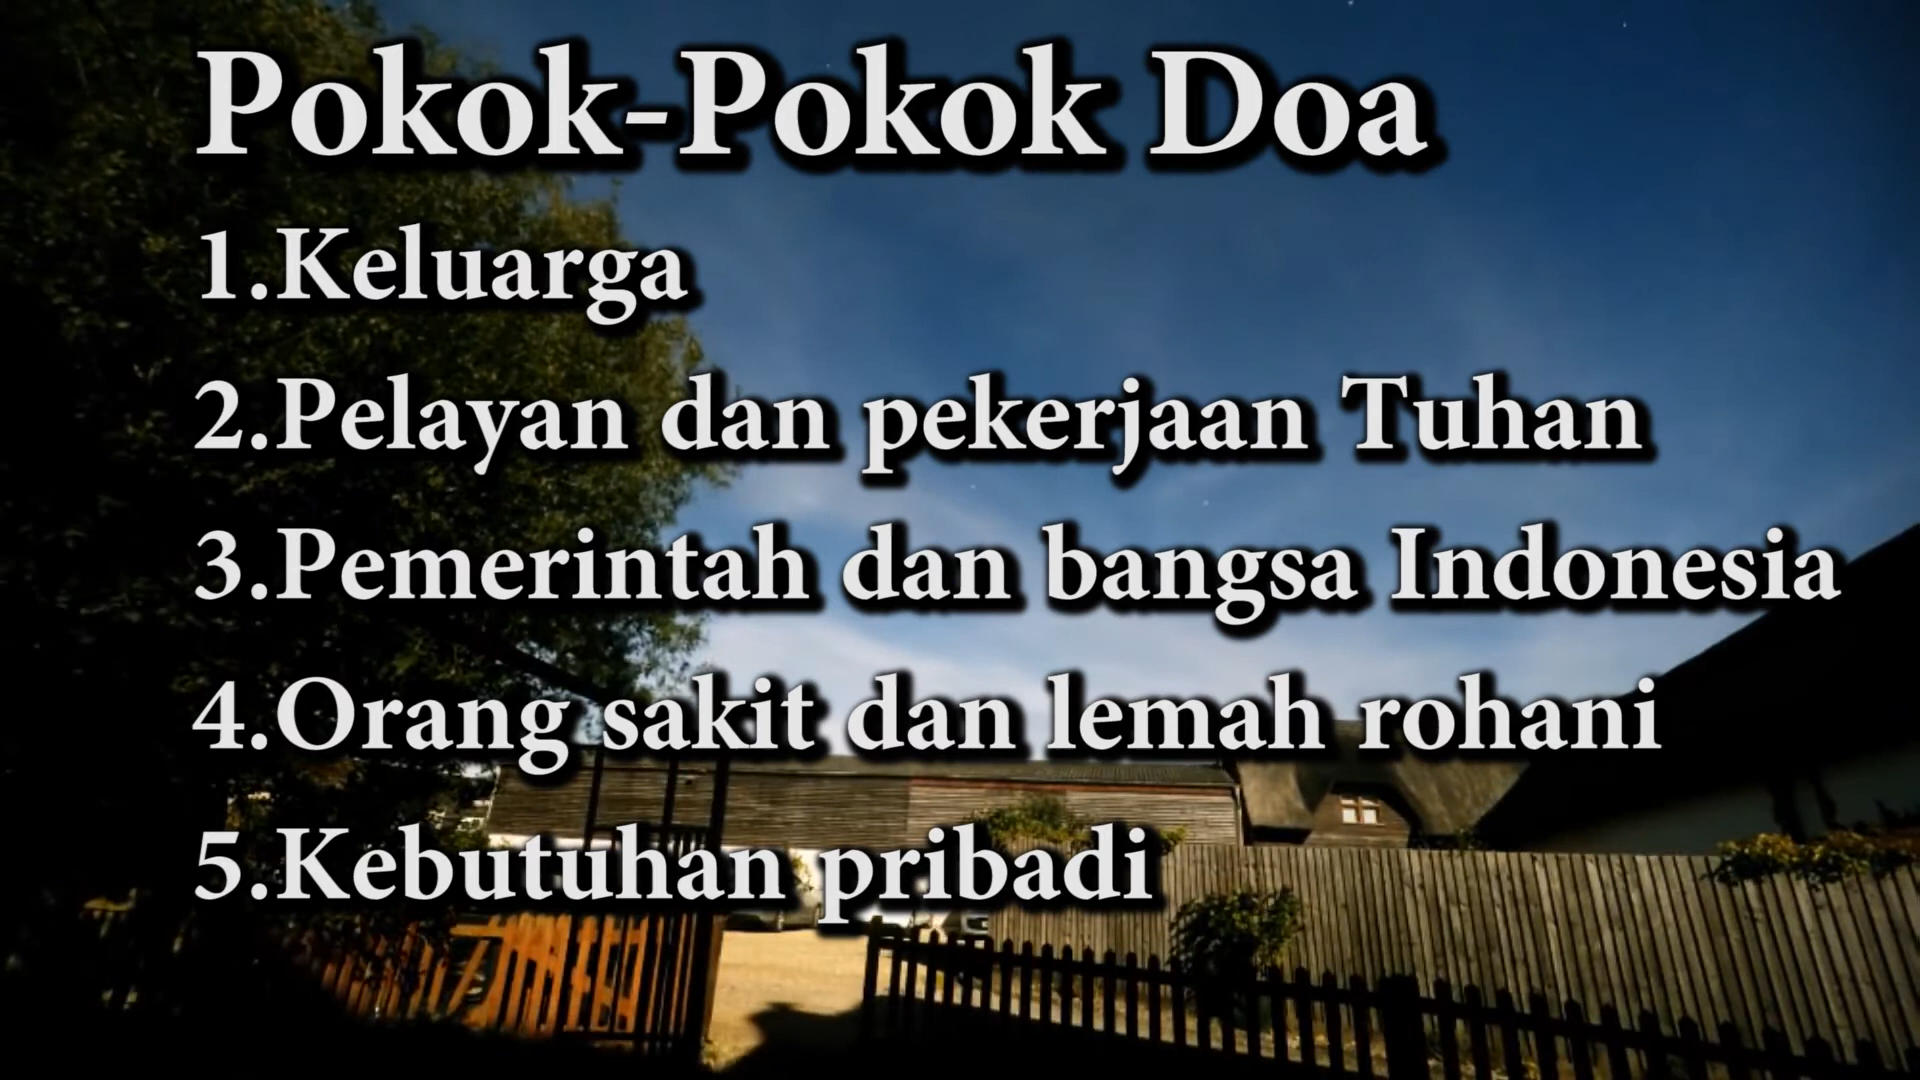 Pokok-Pokok Doa
1.Keluarga
2.Pelayan dan pekerjaan Tuhan
3.Pemerintah dan bangsa Indonesia
4.Orang sakit dan lemah rohani
5.Kebutuhan pribadi